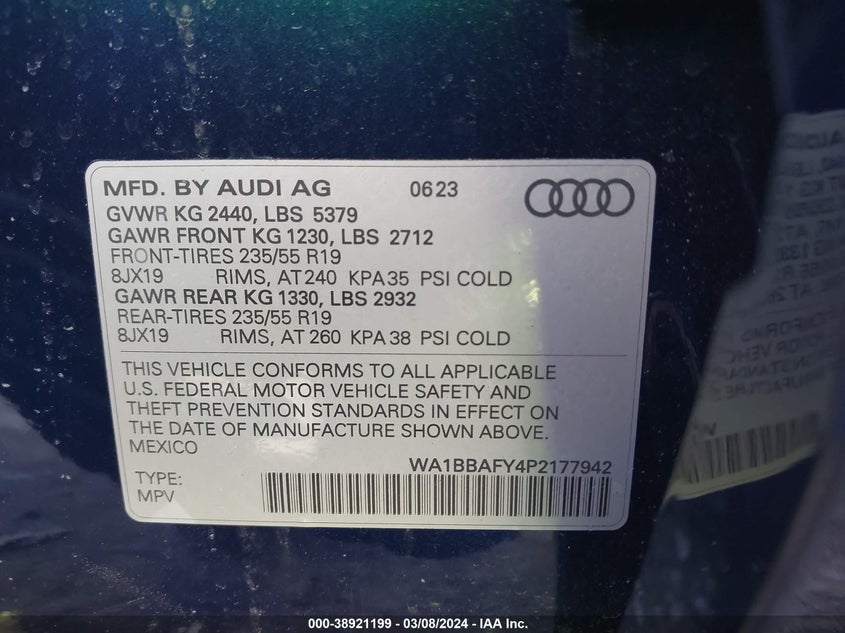 MFD. BY AUDI AG 0623
GVWR KG 2440, LBS 5379
GAWR FRONT KG 1230, LBS 2712
FRONT-TIRES 235/55 R19
8JX19 RIMS, AT 240 KPA 35 PSI COLD
GAWR REAR KG 1330, LBS 2932
REAR-TIRES 235/55 R19
8JX19 RIMS, AT 260 KPA 38 PSI COLD
THIS VEHICLE CONFORMS TO ALL APPLICABLE
U.S. FEDERAL MOTOR VEHICLE SAFETY AND
THEFT PREVENTION STANDARDS IN EFFECT ON
THE DATE OF MANUFACTURE SHOWN ABOVE.
MEXICO
WA1BBAFY4P2177942
TYPE:
MPV
000-38921199 - 03/08/2024 - IAA Inc.